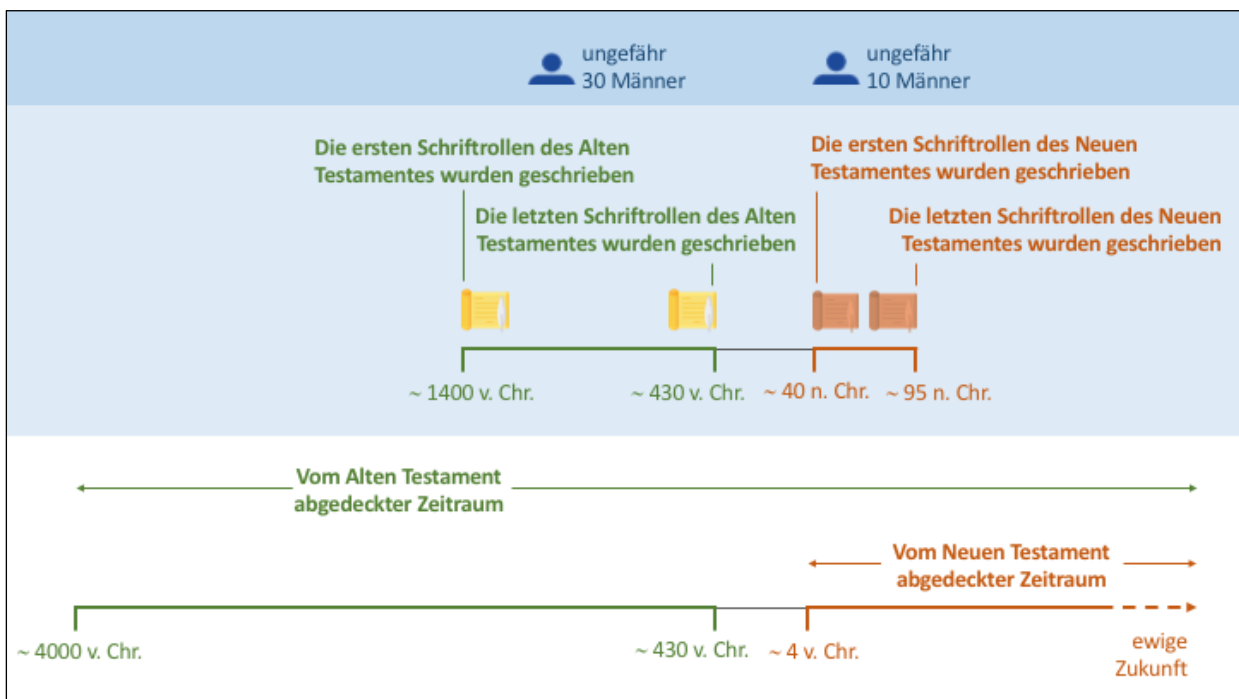 ungefähr
30 Männer
ungefähr
10 Männer
Die ersten Schriftrollen des Alten
Testamentes wurden geschrieben
Die ersten Schriftrollen des Neuen
Testamentes wurden geschrieben
Die letzten Schriftrollen des Alten
Testamentes wurden geschrieben
Die letzten Schriftrollen des Neuen
Testamentes wurden geschrieben
~ 1400 v. Chr.
~ 430 v. Chr.
~ 40 n. Chr.
~ 95 n. Chr.
Vom Alten Testament
abgedeckter Zeitraum
Vom Neuen Testament
abgedeckter Zeitraum
~ 4000 v. Chr.
~ 430 v. Chr.
~ 4 v. Chr.
ewige
Zukunft